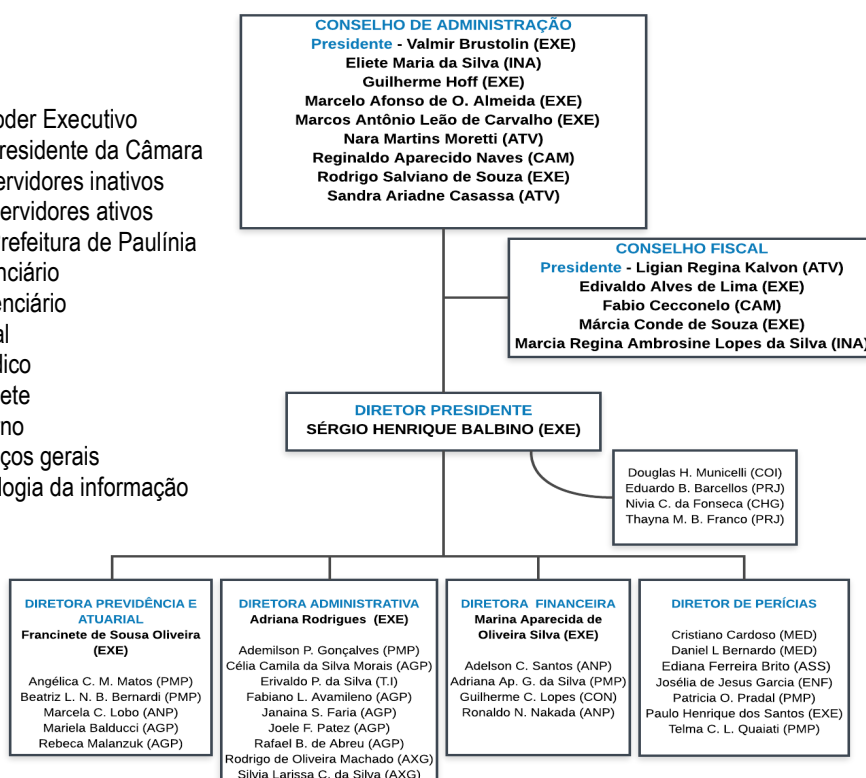 CONSELHO DE ADMINISTRAÇÃO
Presidente - Valmir Brustolin (EXE)
Eliete Maria da Silva (INA)
Guilherme Hoff (EXE)
Marcelo Afonso de O. Almeida (EXE)
Marcos Antônio Leão de Carvalho (EXE)
Nara Martins Moretti (ATV)
Reginaldo Aparecido Naves (CAM)
Rodrigo Salviano de Souza (EXE)
Sandra Ariadne Casassa (ATV)
oder Executivo
residente da Câmara
ervidores inativos
ervidores ativos
refeitura de Paulínia
nciário
enciário
al
dico
ete
no
ços gerais
logia da informação
CONSELHO FISCAL
Presidente - Ligian Regina Kalvon (ATV)
Edivaldo Alves de Lima (EXE)
Fabio Cecconelo (CAM)
Márcia Conde de Souza (EXE)
Marcia Regina Ambrosine Lopes da Silva (INA)
DIRETOR PRESIDENTE
SÉRGIO HENRIQUE BALBINO (EXE)
Douglas H. Municelli (COI)
Eduardo B. Barcellos (PRJ)
Nivia C. da Fonseca (CHG)
Thayna M. B. Franco (PRJ)
DIRETORA PREVIDÊNCIA E
ATUARIAL
Francinete de Sousa Oliveira
(EXE)
Angélica C. M. Matos (PMP)
Beatriz L. N. B. Bernardi (PMP)
Marcela C. Lobo (ANP)
Mariela Balducci (AGP)
Rebeca Malanzuk (AGP)
DIRETORA ADMINISTRATIVA
Adriana Rodrigues (EXE)
Ademilson P. Gonçalves (PMP)
Célia Camila da Silva Morais (AGP)
Erivaldo P. da Silva (T.I)
Fabiano L. Avamileno (AGP)
Janaina S. Faria (AGP)
Joele F. Patez (AGP)
Rafael B. de Abreu (AGP)
Rodrigo de Oliveira Machado (AXG)
Silvia Larissa C. da Silva (AXG)
DIRETORA FINANCEIRA
Marina Aparecida de
Oliveira Silva (EXE)
Adelson C. Santos (ANP)
Adriana Ap. G. da Silva (PMP)
Guilherme C. Lopes (CON)
Ronaldo N. Nakada (ANP)
DIRETOR DE PERÍCIAS
Cristiano Cardoso (MED)
Daniel L Bernardo (MED)
Ediana Ferreira Brito (ASS)
Josélia de Jesus Garcia (ENF)
Patricia O. Pradal (PMP)
Paulo Henrique dos Santos (EXE)
Telma C. L. Quaiati (PMP)